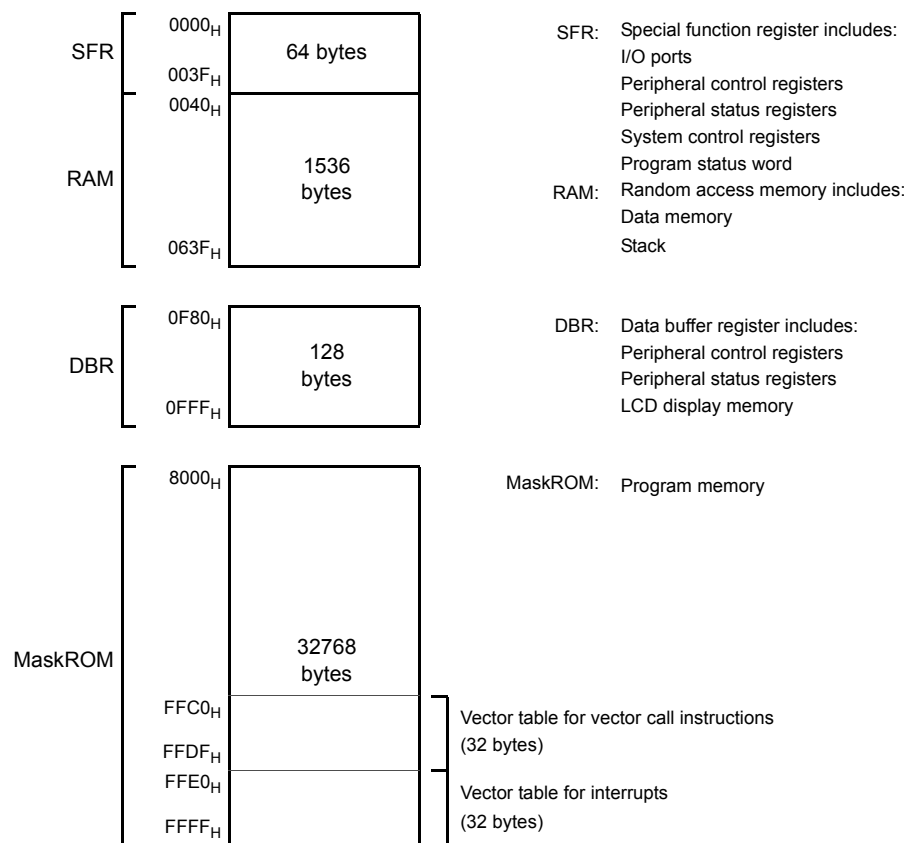 SFR
0000H
64 bytes
003FH
RAM
0040H
1536
bytes
063FH
SFR: Special function register includes:
I/O ports
Peripheral control registers
Peripheral status registers
System control registers
Program status word
RAM: Random access memory includes:
Data memory
Stack
DBR
0F80H
128
bytes
0FFFH
DBR: Data buffer register includes:
Peripheral control registers
Peripheral status registers
LCD display memory
MaskROM
8000H
32768
bytes
MaskROM: Program memory
FFC0H
FFDFH
Vector table for vector call instructions
(32 bytes)
FFE0H
FFFFH
Vector table for interrupts
(32 bytes)